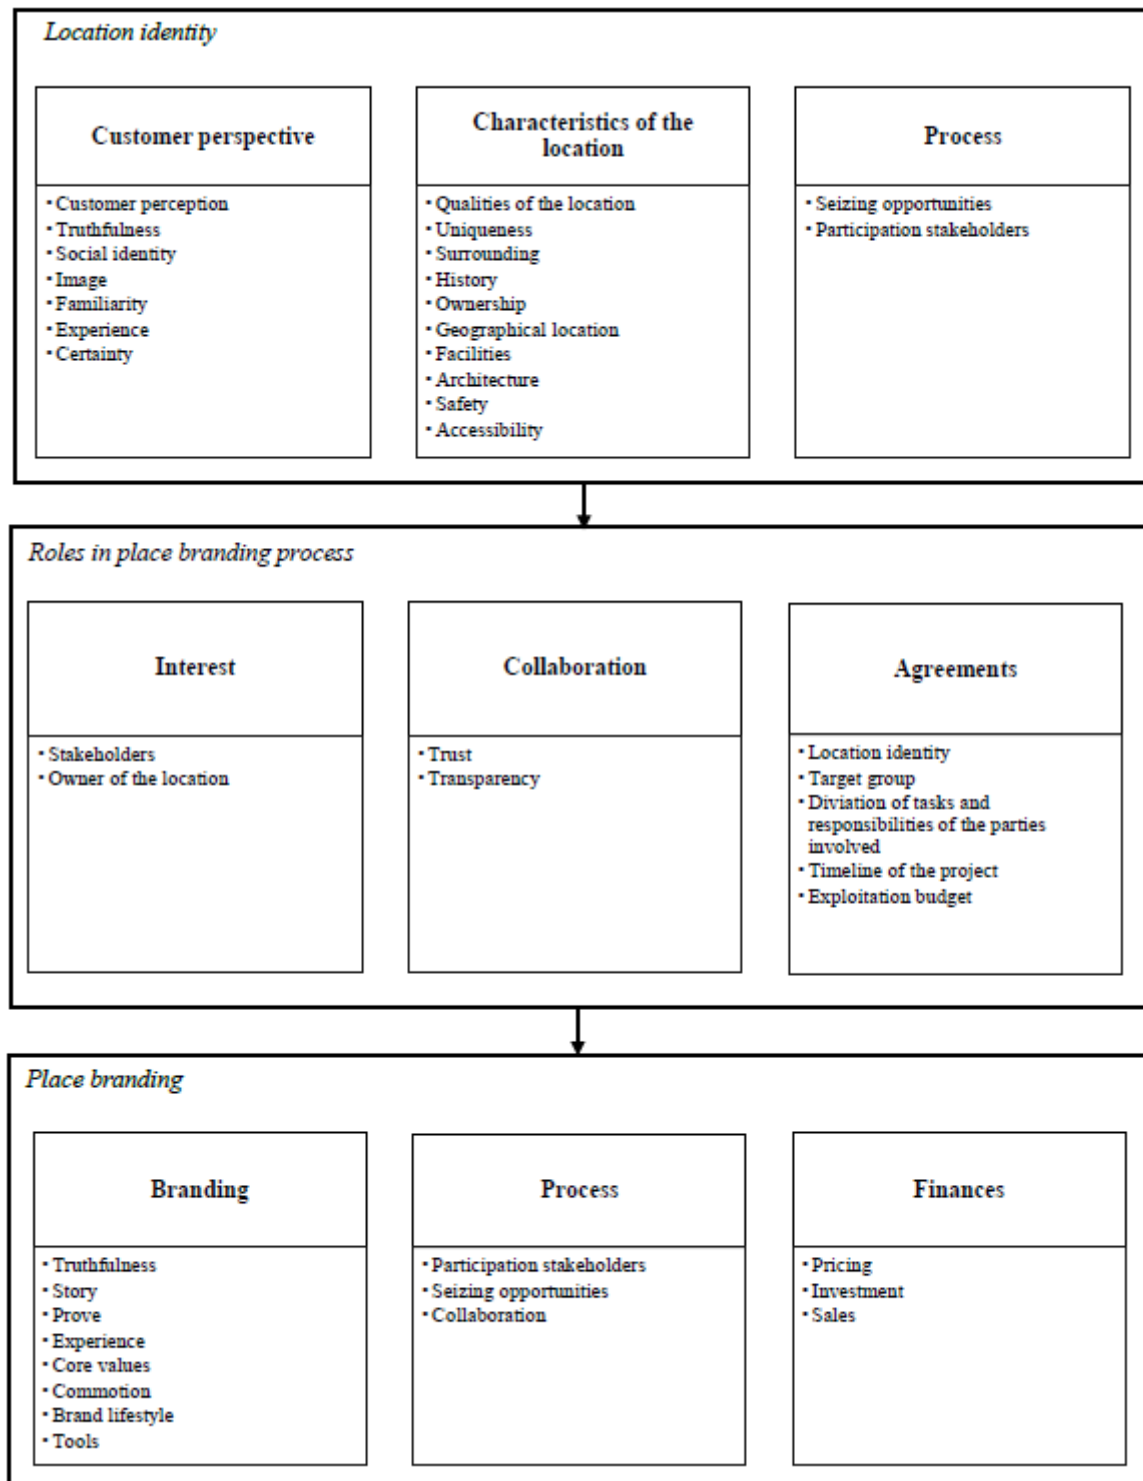 Location identity
Customer perspective
• Customer perception
• Truthfulness
• Social identity
• Image
• Familiarity
• Experience
• Certainty
Characteristics of the
location
• Qualities of the location
• Uniqueness
• Surrounding
• History
• Ownership
• Geographical location
• Facilities
• Architecture
• Safety
• Accessibility
Process
• Seizing opportunities
• Participation stakeholders
Roles in place branding process
Interest
• Stakeholders
• Owner of the location
Collaboration
• Trust
• Transparency
Agreements
• Location identity
• Target group
• Diviation of tasks and
responsibilities of the parties
involved
• Timeline of the project
• Exploitation budget
Place branding
Branding
• Truthfulness
• Story
• Prove
• Experience
• Core values
• Commotion
• Brand lifestyle
• Tools
Process
• Participation stakeholders
• Seizing opportunities
• Collaboration
Finances
• Pricing
• Investment
• Sales